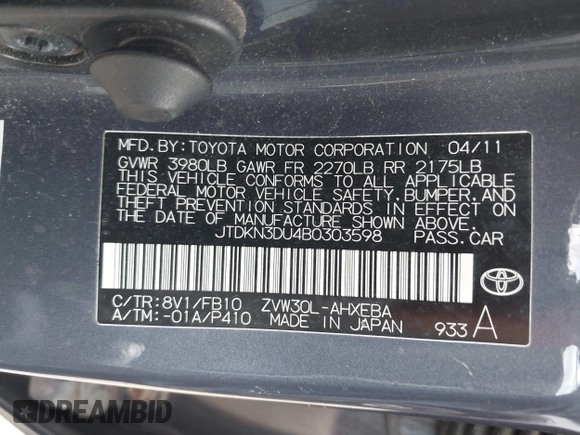 MFD. BY: TOYOTA MOTOR CORPORATION 04/11
GVWR 3980LB GAWR FR 2270LB RR 2175LB
THIS VEHICLE CONFORMS TO ALL APPLICABLE
FEDERAL MOTOR VEHICLE SAFETY, BUMPER, AND
THEFT PREVENTION STANDARDS IN EFFECT ON
THE DATE OF MANUFACTURE SHOWN ABOVE.
JTDKN3DU4B0303598 PASS. CAR
C/TR: 8V1/FB10 ZVW30L-AHXEBA
A/TM: -01A/P410 MADE IN JAPAN 933 A
DREAMBID